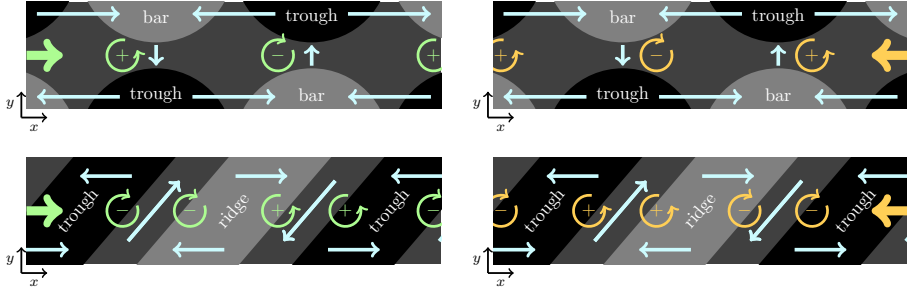 bar trough
+ − +
trough bar
y
x
bar trough
+ − +
trough bar
y
x
trough − − ridge + + trough −
y
x
− trough + + ridge − − trough
y
x